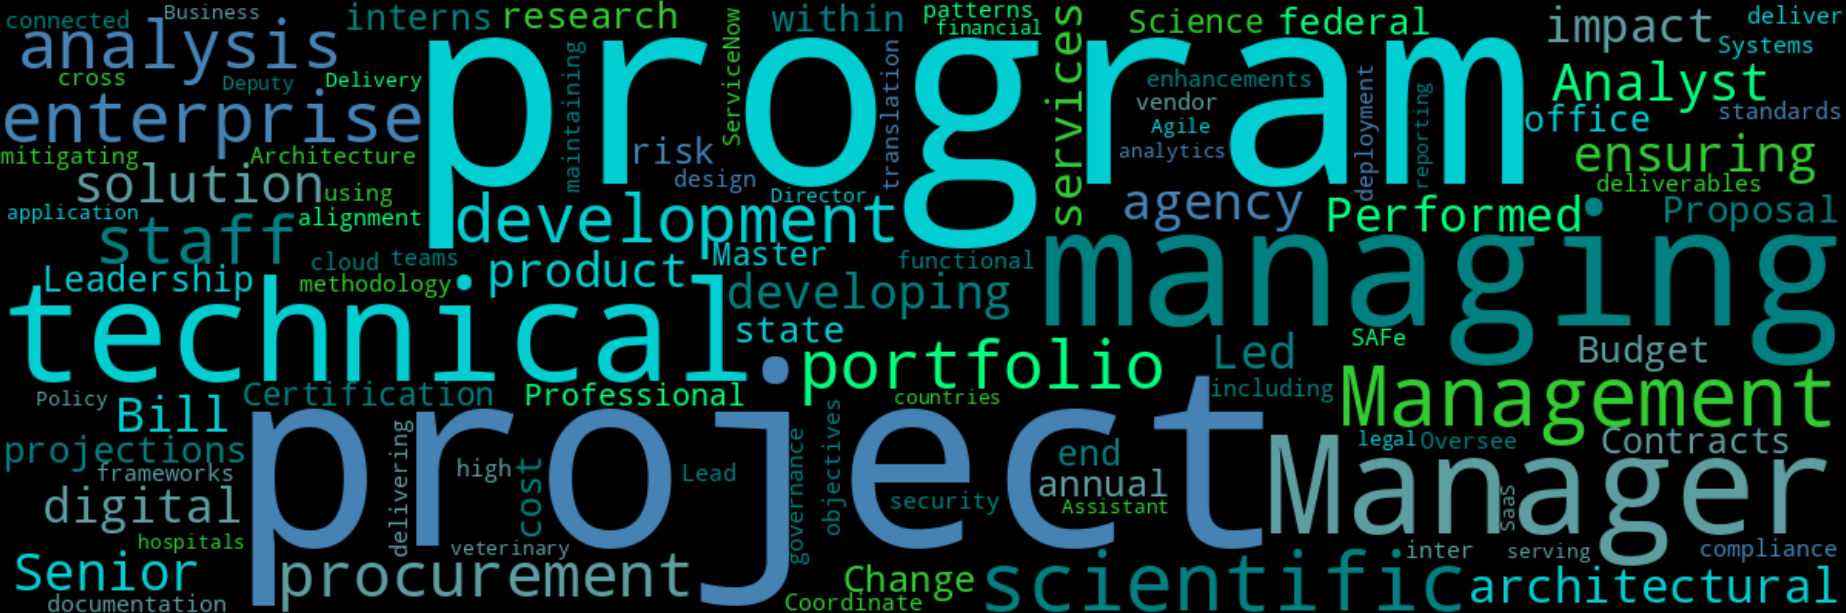 connected
Business
interns
research
within
patterns
financial
Science
federal
impact
deliver
Systems
analysis
cross
Deputy
Delivery
maintaining
program
ServiceNow
translation
services
enhancements
vendor
Agile
analytics
deployment
reporting
Analyst
standards
office
enterprise
mitigating
Architecture
risk
design
Director
ensuring
deliverables
solution
using
application
alignment
development
agency
Performed
Proposal
staff
cloud
teams
Master
functional
managing
Leadership
methodology
product
developing
technical
state
SAFe
Budget
portfolio
Led
including
Management
Policy
Certification
Professional
countries
Bill
project
legal
Oversee
Contracts
projections
frameworks
delivering
high
cost
Lead
governance
objectives
security
end
annual
Assistant
Manager
SaaS
digital
hospitals
veterinary
inter
serving
compliance
Senior
procurement
Change
Coordinate
scientific
architectural
documentation